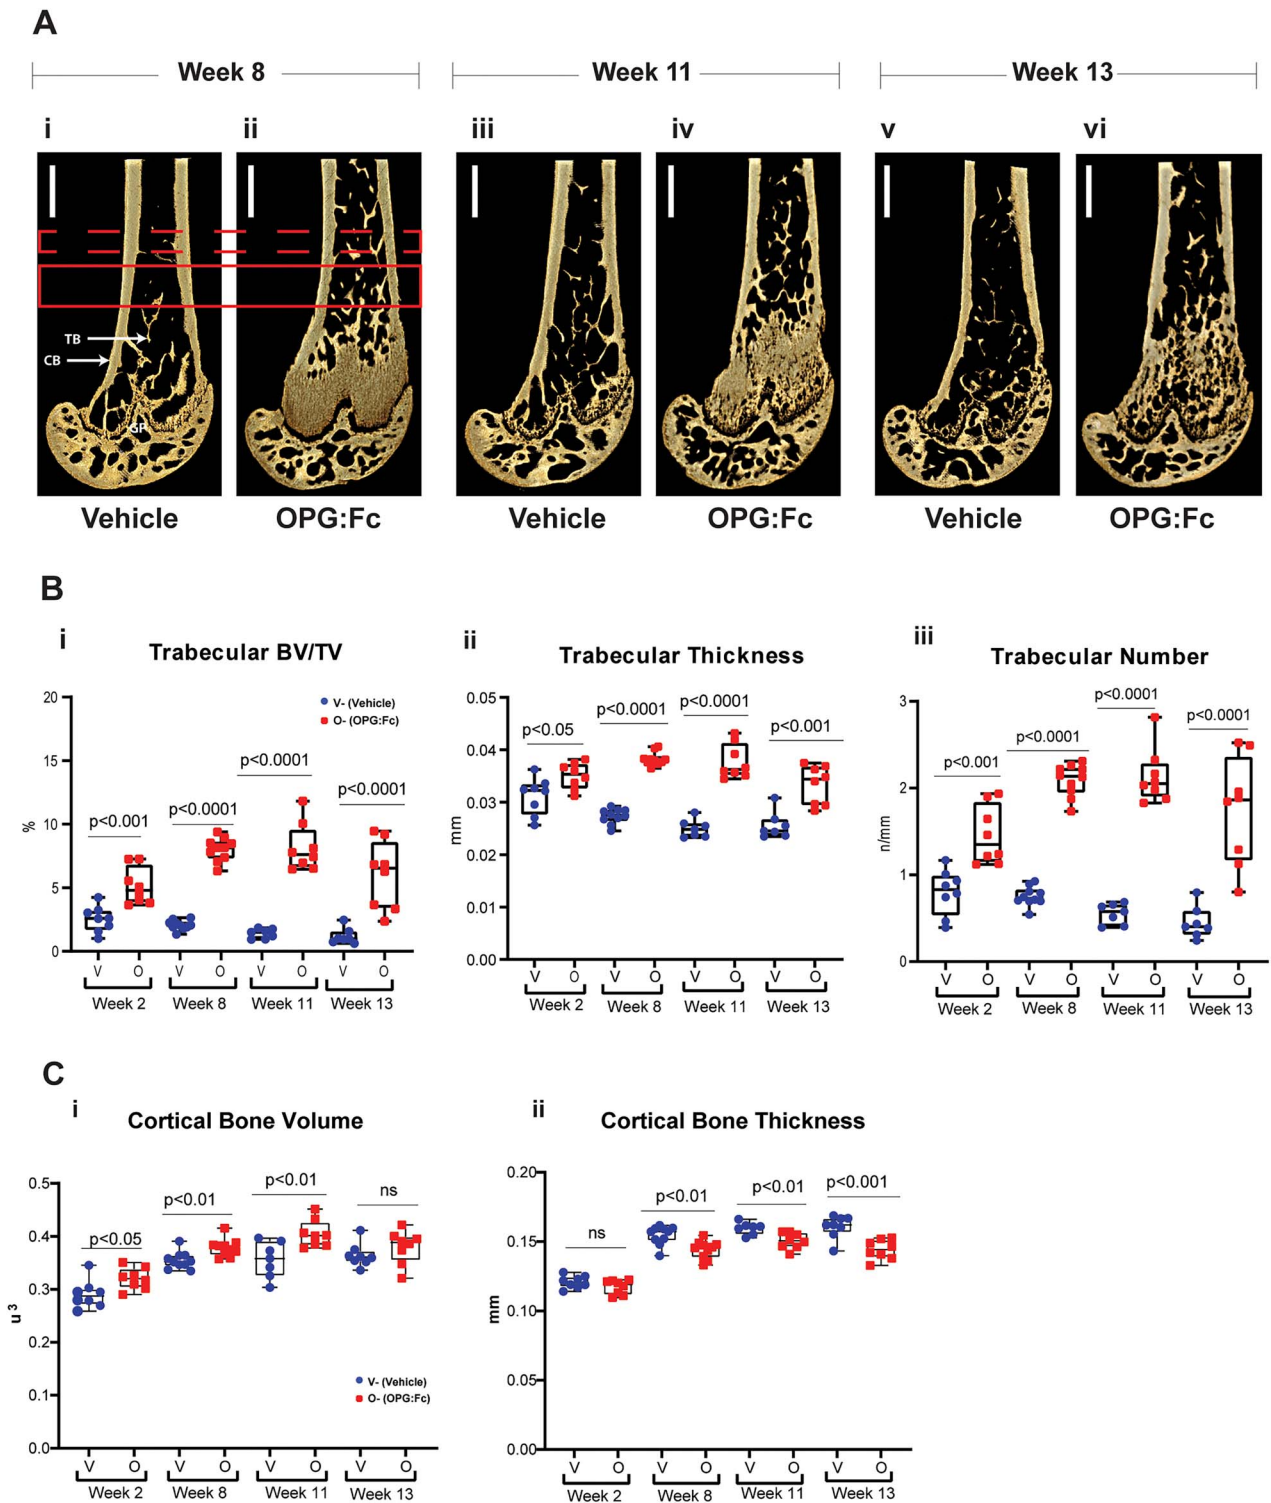 A
Week 8 Week 11 Week 13
i ii iii iv v vi
TB
CB
GP
Vehicle OPG:Fc Vehicle OPG:Fc Vehicle OPG:Fc
B
i Trabecular BV/TV
%
20
15
10
5
0
V- (Vehicle)
O- (OPG:Fc)
p<0.001 p<0.0001 p<0.0001 p<0.0001
V O V O V O V O
Week 2 Week 8 Week 11 Week 13
ii Trabecular Thickness
mm
0.05
0.04
0.03
0.02
0.01
0.00
p<0.05 p<0.0001 p<0.0001 p<0.001
V O V O V O V O
Week 2 Week 8 Week 11 Week 13
iii Trabecular Number
n/mm
3
2
1
0
p<0.001 p<0.0001 p<0.0001 p<0.0001
V O V O V O V O
Week 2 Week 8 Week 11 Week 13
C
i Cortical Bone Volume
u³
0.5
0.4
0.3
0.2
0.1
0.0
p<0.05 p<0.01 p<0.01 ns
V- (Vehicle)
O- (OPG:Fc)
V O V O V O V O
Week 2 Week 8 Week 11 Week 13
ii Cortical Bone Thickness
mm
0.20
0.15
0.10
0.05
0.00
ns p<0.01 p<0.01 p<0.001
V O V O V O V O
Week 2 Week 8 Week 11 Week 13